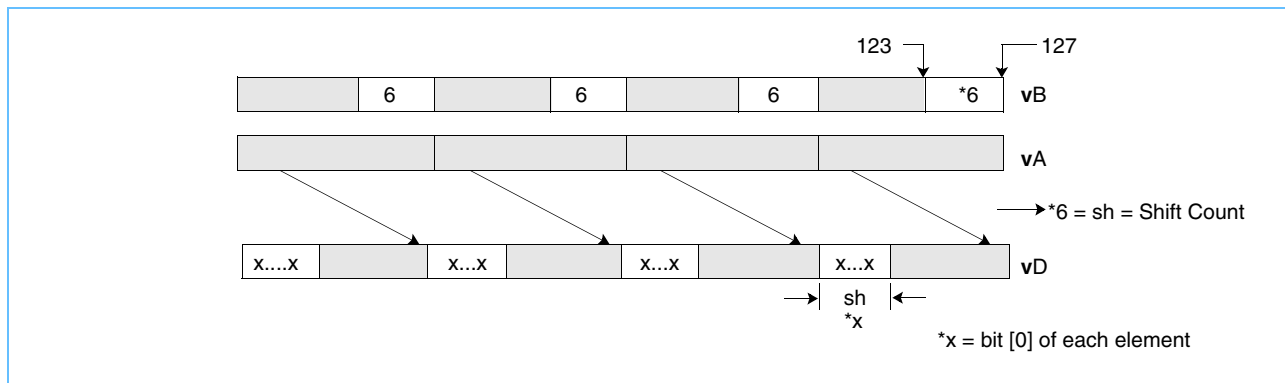 123 127
6 6 6 *6 vB
vA
*6 = sh = Shift Count
x....x x...x x...x x...x vD
sh
*x
*x = bit [0] of each element